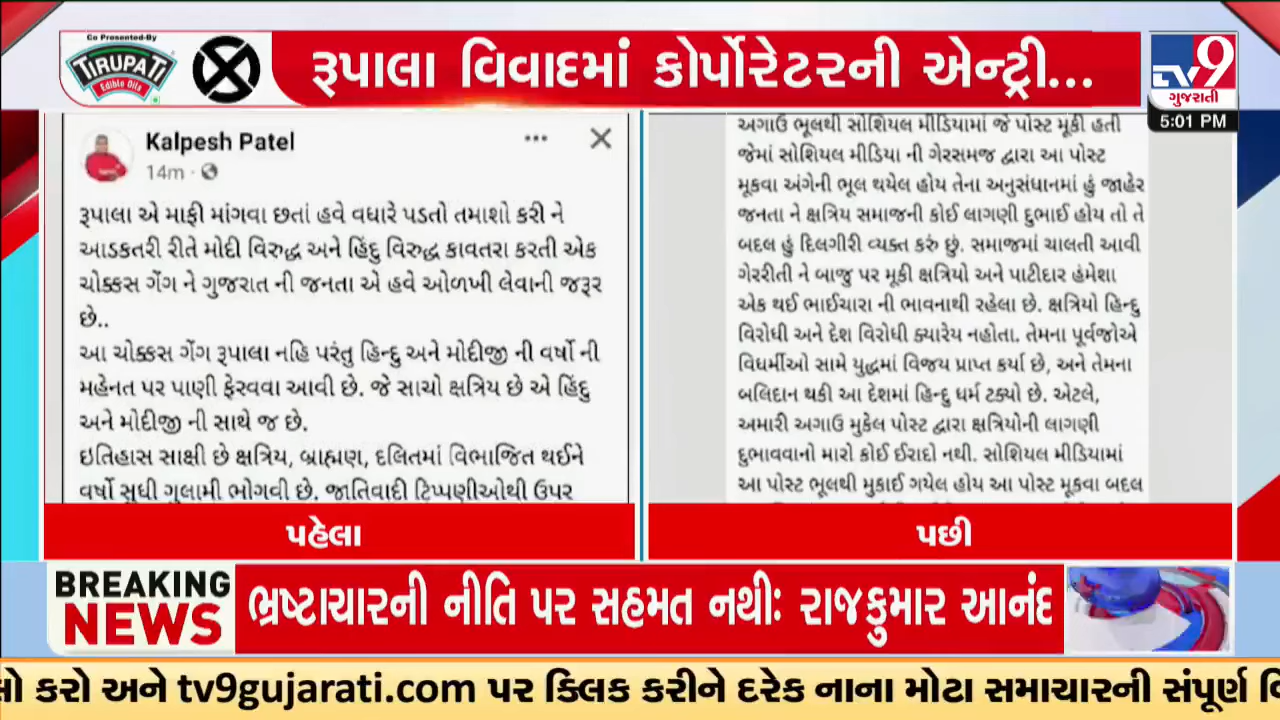 Co Presented-By
TIRUPATI
Edible Oils
રૂપાલા વિવાદમાં કોર્પોરેટરની એન્ટ્રી...
TV9
ગુજરાતી
5:01 PM
Kalpesh Patel
14m
રૂપાલા એ માફી માંગવા છતાં હવે વધારે પડતો તમાશો કરી ને
આડકતરી રીતે મોદી વિરુદ્ધ અને હિંદુ વિરુદ્ધ કાવતરા કરતી એક
ચોક્કસ ગેંગ ને ગુજરાત ની જનતા એ હવે ઓળખી લેવાની જરૂર
છે..
આ ચોક્કસ ગેંગ રૂપાલા નહિ પરંતુ હિન્દુ અને મોદીજી ની વર્ષો ની
મહેનત પર પાણી ફેરવવા આવી છે. જે સાચો ક્ષત્રિય છે એ હિંદુ
અને મોદીજી ની સાથે જ છે.
ઇતિહાસ સાક્ષી છે ક્ષત્રિય, બ્રાહ્મણ, દલિતમાં વિભાજિત થઈને
વર્ષો સુધી ગુલામી ભોગવી છે. જાતિવાદી ટિપ્પણીઓથી ઉપર
પહેલા
અગાઉ ભૂલથી સોશિયલ મીડિયામાં જે પોસ્ટ મૂકી હતી
જેમાં સોશિયલ મીડિયા ની ગેરસમજ દ્વારા આ પોસ્ટ
મૂકવા અંગેની ભૂલ થયેલ હોય તેના અનુસંધાનમાં હું જાહેર
જનતા ને ક્ષત્રિય સમાજની કોઈ લાગણી દુભાઈ હોય તો તે
બદલ હું દિલગીરી વ્યક્ત કરું છું. સમાજમાં ચાલતી આવી
ગેરરીતી ને બાજુ પર મૂકી ક્ષત્રિયો અને પાટીદાર હંમેશા
એક થઈ ભાઈચારા ની ભાવનાથી રહેલા છે. ક્ષત્રિયો હિન્દુ
વિરોધી અને દેશ વિરોધી ક્યારેય નહોતા. તેમના પૂર્વજોએ
વિધર્મીઓ સામે યુદ્ધમાં વિજય પ્રાપ્ત કર્યા છે, અને તેમના
બલિદાન થકી આ દેશમાં હિન્દુ ધર્મ ટક્યો છે. એટલે,
અમારી અગાઉ મુકેલ પોસ્ટ દ્વારા ક્ષત્રિયોની લાગણી
દુભાવવાનો મારો કોઈ ઈરાદો નથી. સોશિયલ મીડિયામાં
આ પોસ્ટ ભૂલથી મુકાઈ ગયેલ હોય આ પોસ્ટ મૂકવા બદલ
પછી
BREAKING
NEWS
ભ્રષ્ટાચારની નીતિ પર સહમત નથીઃ રાજકુમાર આનંદ
કરો અને tv9gujarati.com પર ક્લિક કરીને દરેક નાના મોટા સમાચારની સંપૂર્ણ